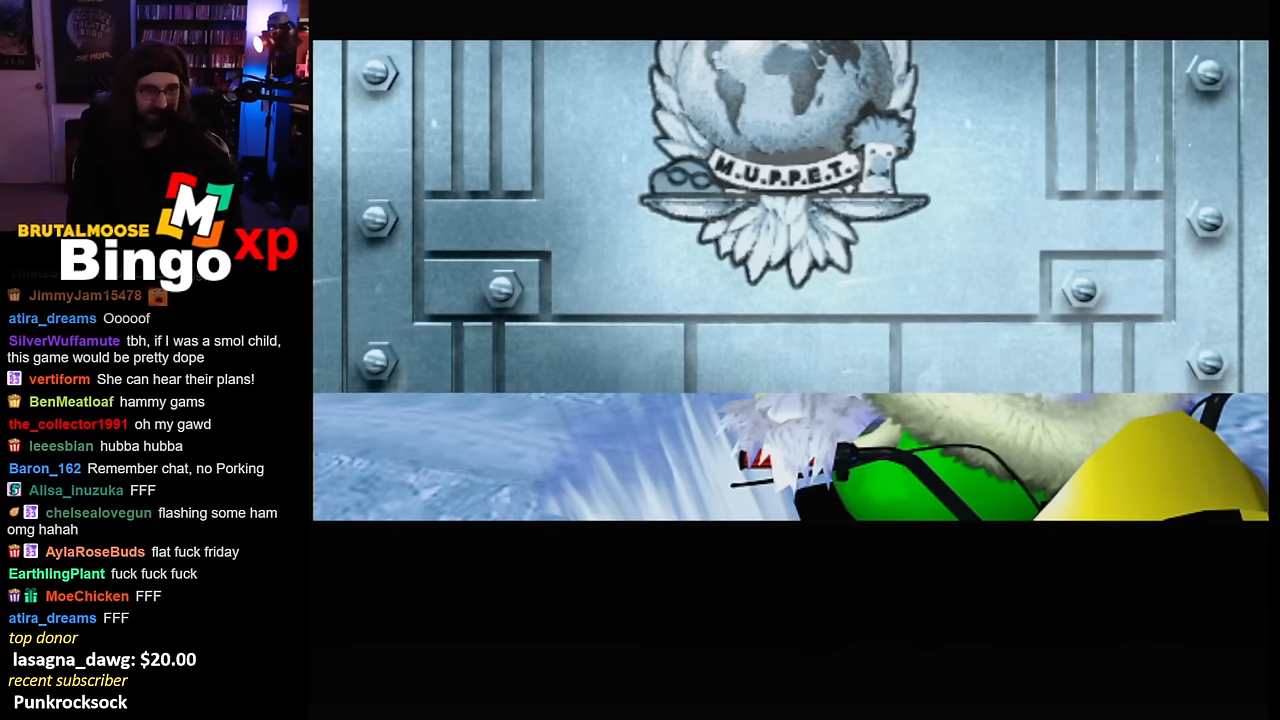 THE MOVIE
BRUTALMOOSE
M
Bingo xp
JimmyJam15478
atira_dreams Ooooof
SilverWuffamute tbh, if I was a smol child,
this game would be pretty dope
vertiform She can hear their plans!
BenMeatloaf hammy gams
the_collector1991 oh my gawd
leeesbian hubba hubba
Baron_162 Remember chat, no Porking
Alisa_inuzuka FFF
chelsealovegun flashing some ham
omg hahah
AylaRoseBuds flat fuck friday
EarthlingPlant fuck fuck fuck
MoeChicken FFF
atira_dreams FFF
top donor
lasagna_dawg: $20.00
recent subscriber
Punkrocksock
M.U.P.P.E.T.